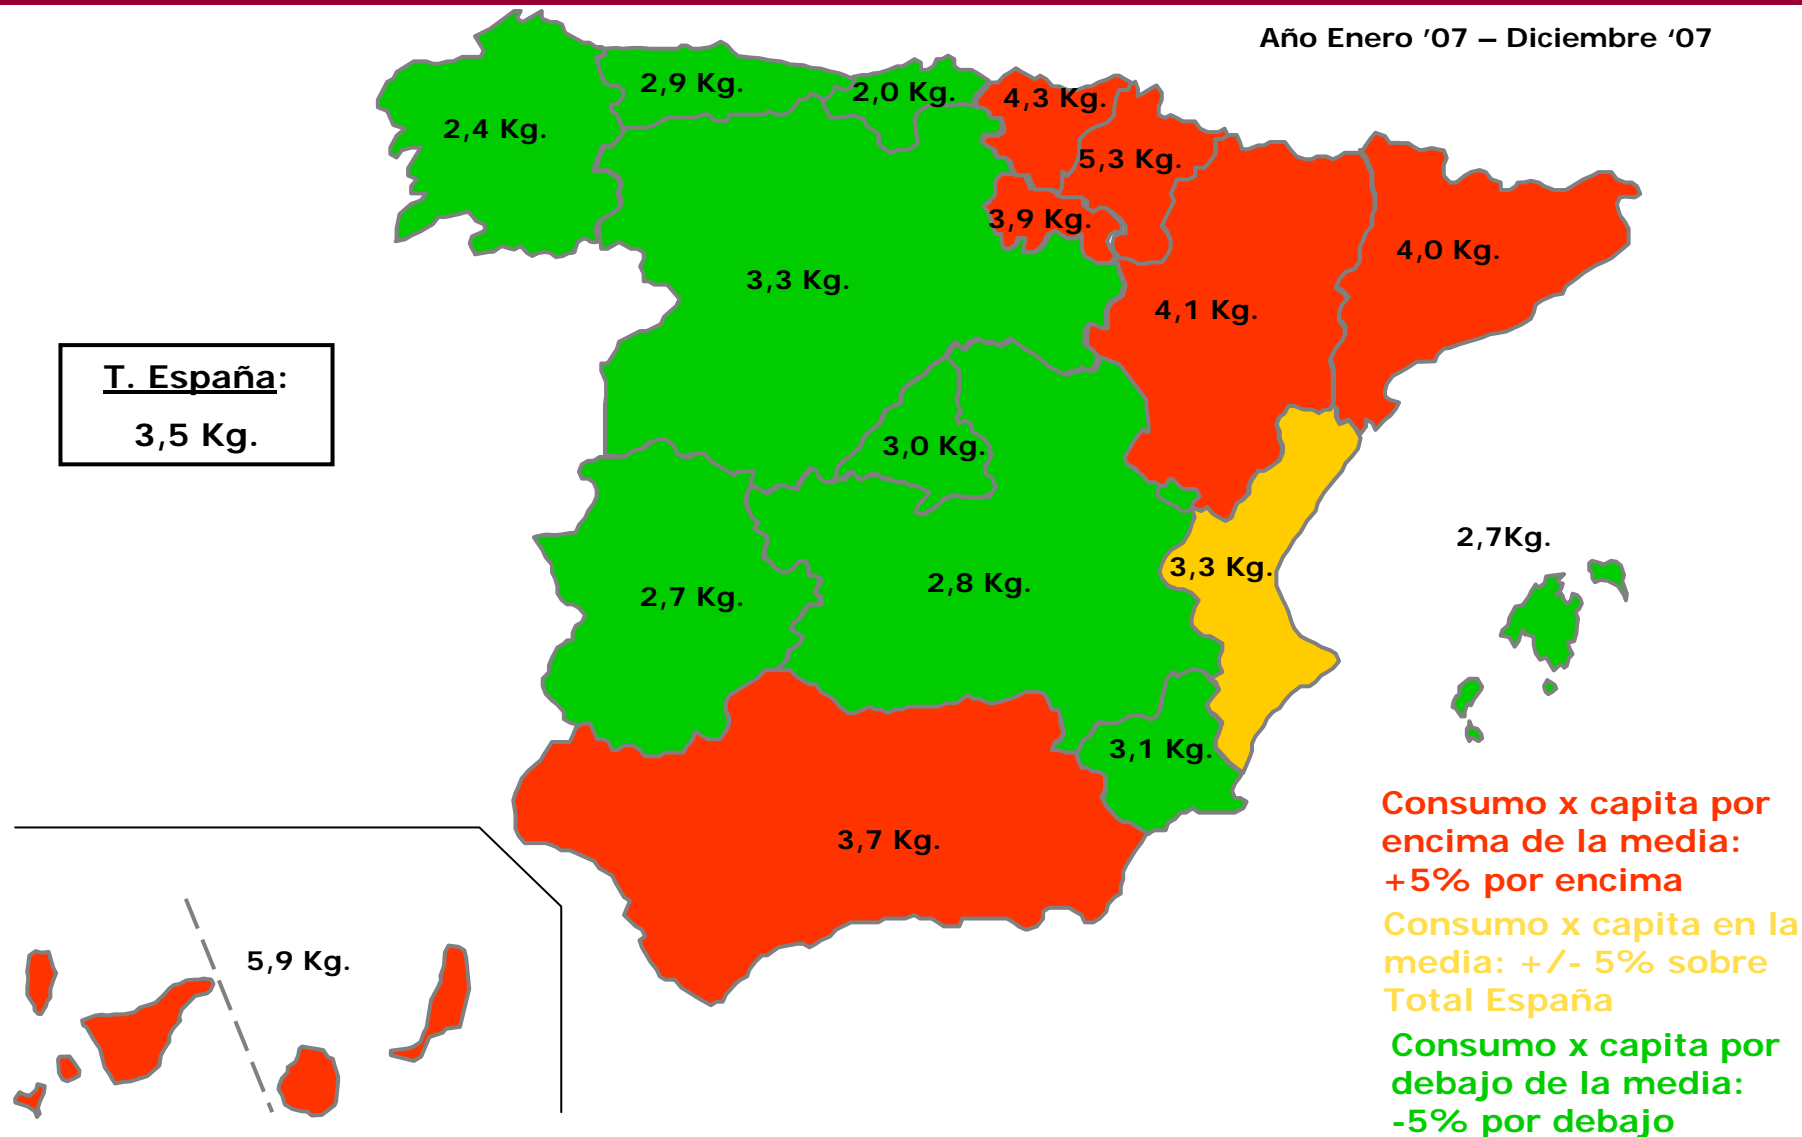 Año Enero ’07 – Diciembre ‘07
2,9 Kg.
2,0 Kg.
4,3 Kg.
2,4 Kg.
5,3 Kg.
3,9 Kg.
4,0 Kg.
3,3 Kg.
4,1 Kg.
T. España:
3,5 Kg.
3,0 Kg.
2,7Kg.
3,3 Kg.
2,8 Kg.
2,7 Kg.
3,1 Kg.
3,7 Kg.
5,9 Kg.
Consumo x capita por
encima de la media:
+5% por encima
Consumo x capita en la
media: +/- 5% sobre
Total España
Consumo x capita por
debajo de la media:
-5% por debajo